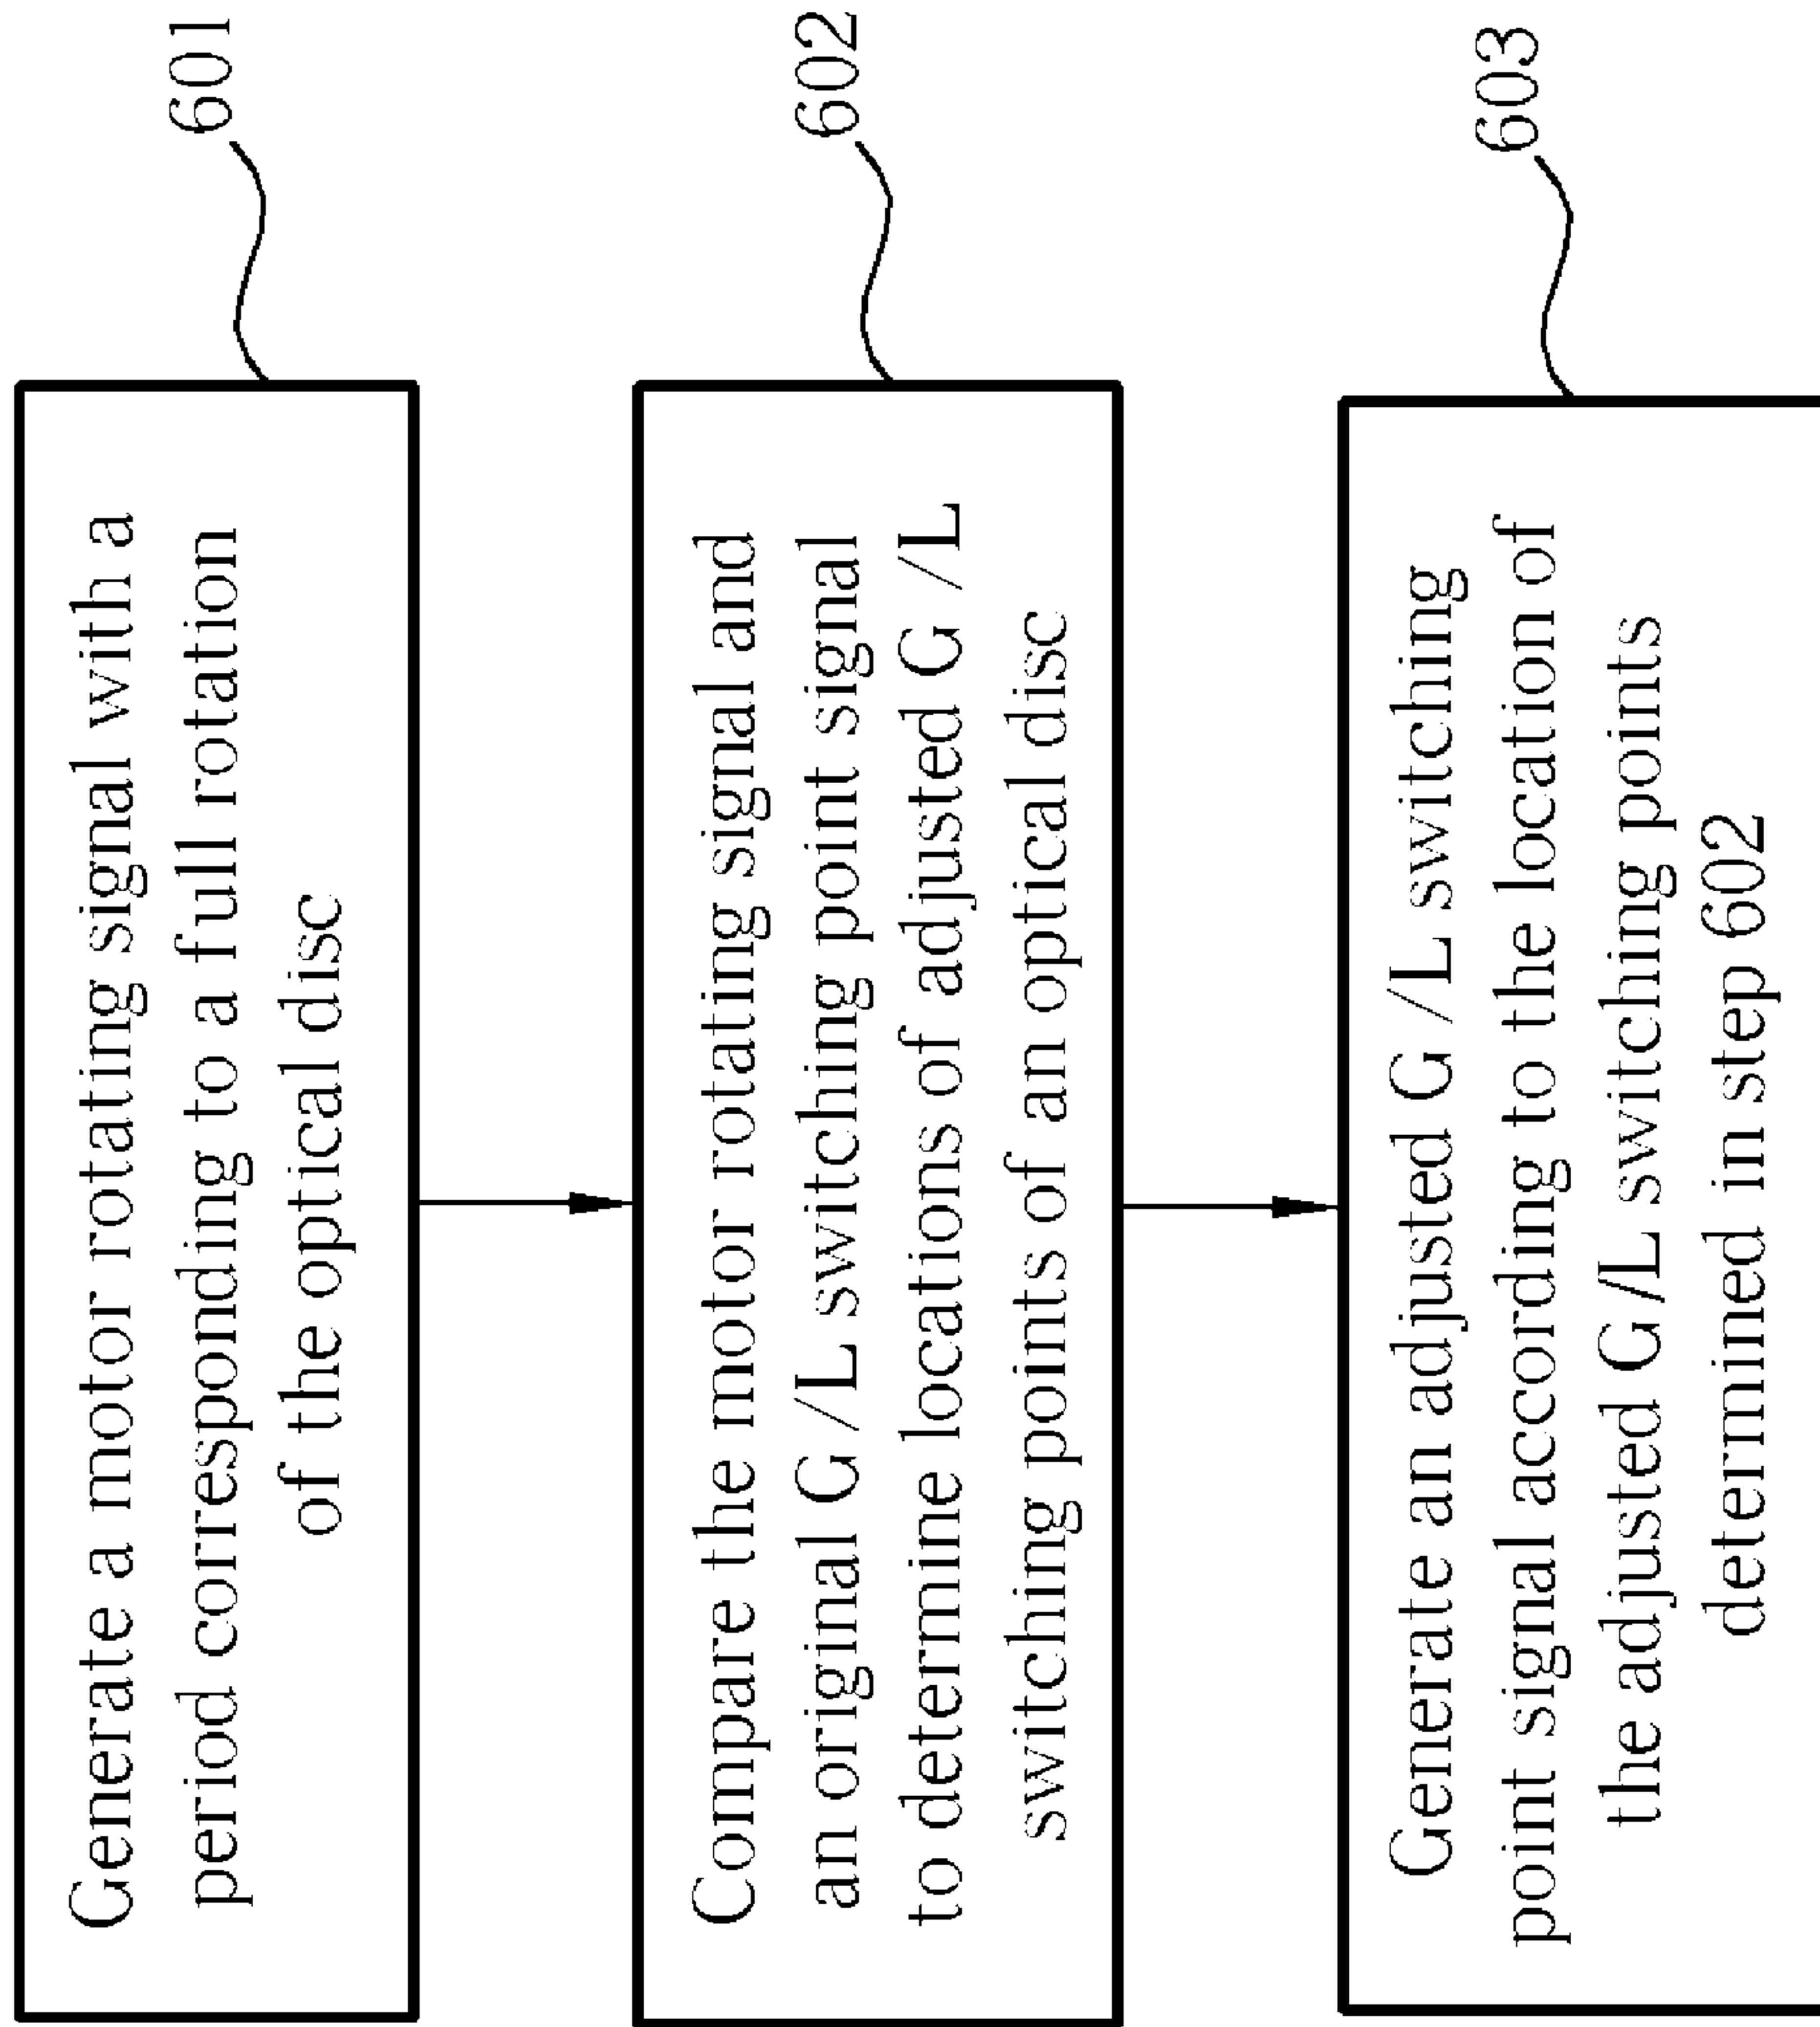 Generate a motor rotating signal with a
period corresponding to a full rotation
of the optical disc
601
Compare the motor rotating signal and
an original G/L switching point signal
to determine locations of adjusted G/L
switching points of an optical disc
602
Generate an adjusted G/L switching
point signal according to the location of
the adjusted G/L switching points
determined in step 602
603